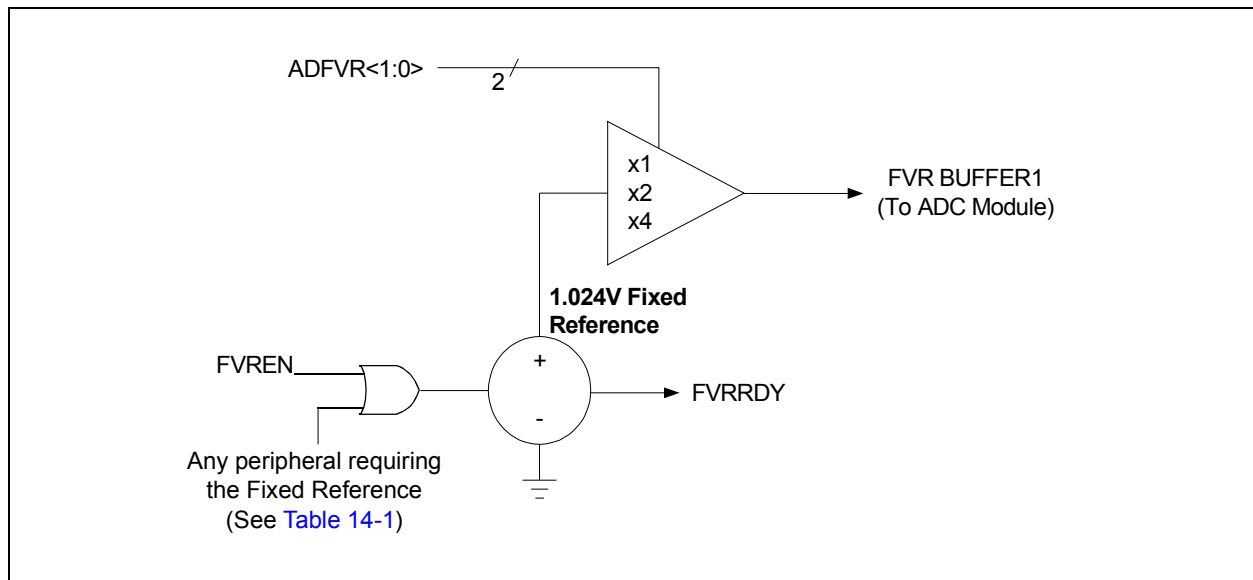 ADFVR<1:0>
2
x1
x2
x4
FVR BUFFER1
(To ADC Module)
1.024V Fixed
Reference
FVREN
+
-
FVRRDY
Any peripheral requiring
the Fixed Reference
(See Table 14-1)